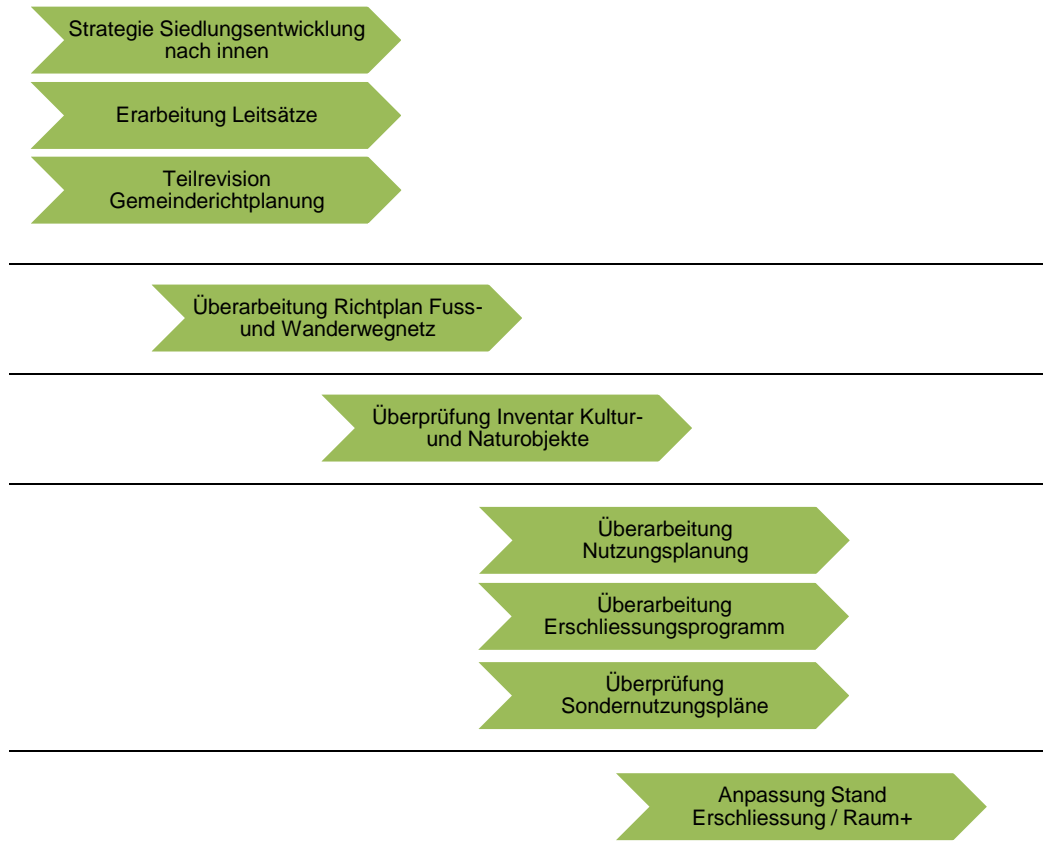 Strategie Siedlungsentwicklung
nach innen
Erarbeitung Leitsätze
Teilrevision
Gemeinderichtplanung
Überarbeitung Richtplan Fuss-
und Wanderwegnetz
Überprüfung Inventar Kultur-
und Naturobjekte
Überarbeitung
Nutzungsplanung
Überarbeitung
Erschliessungsprogramm
Überprüfung
Sondernutzungspläne
Anpassung Stand
Erschliessung / Raum+